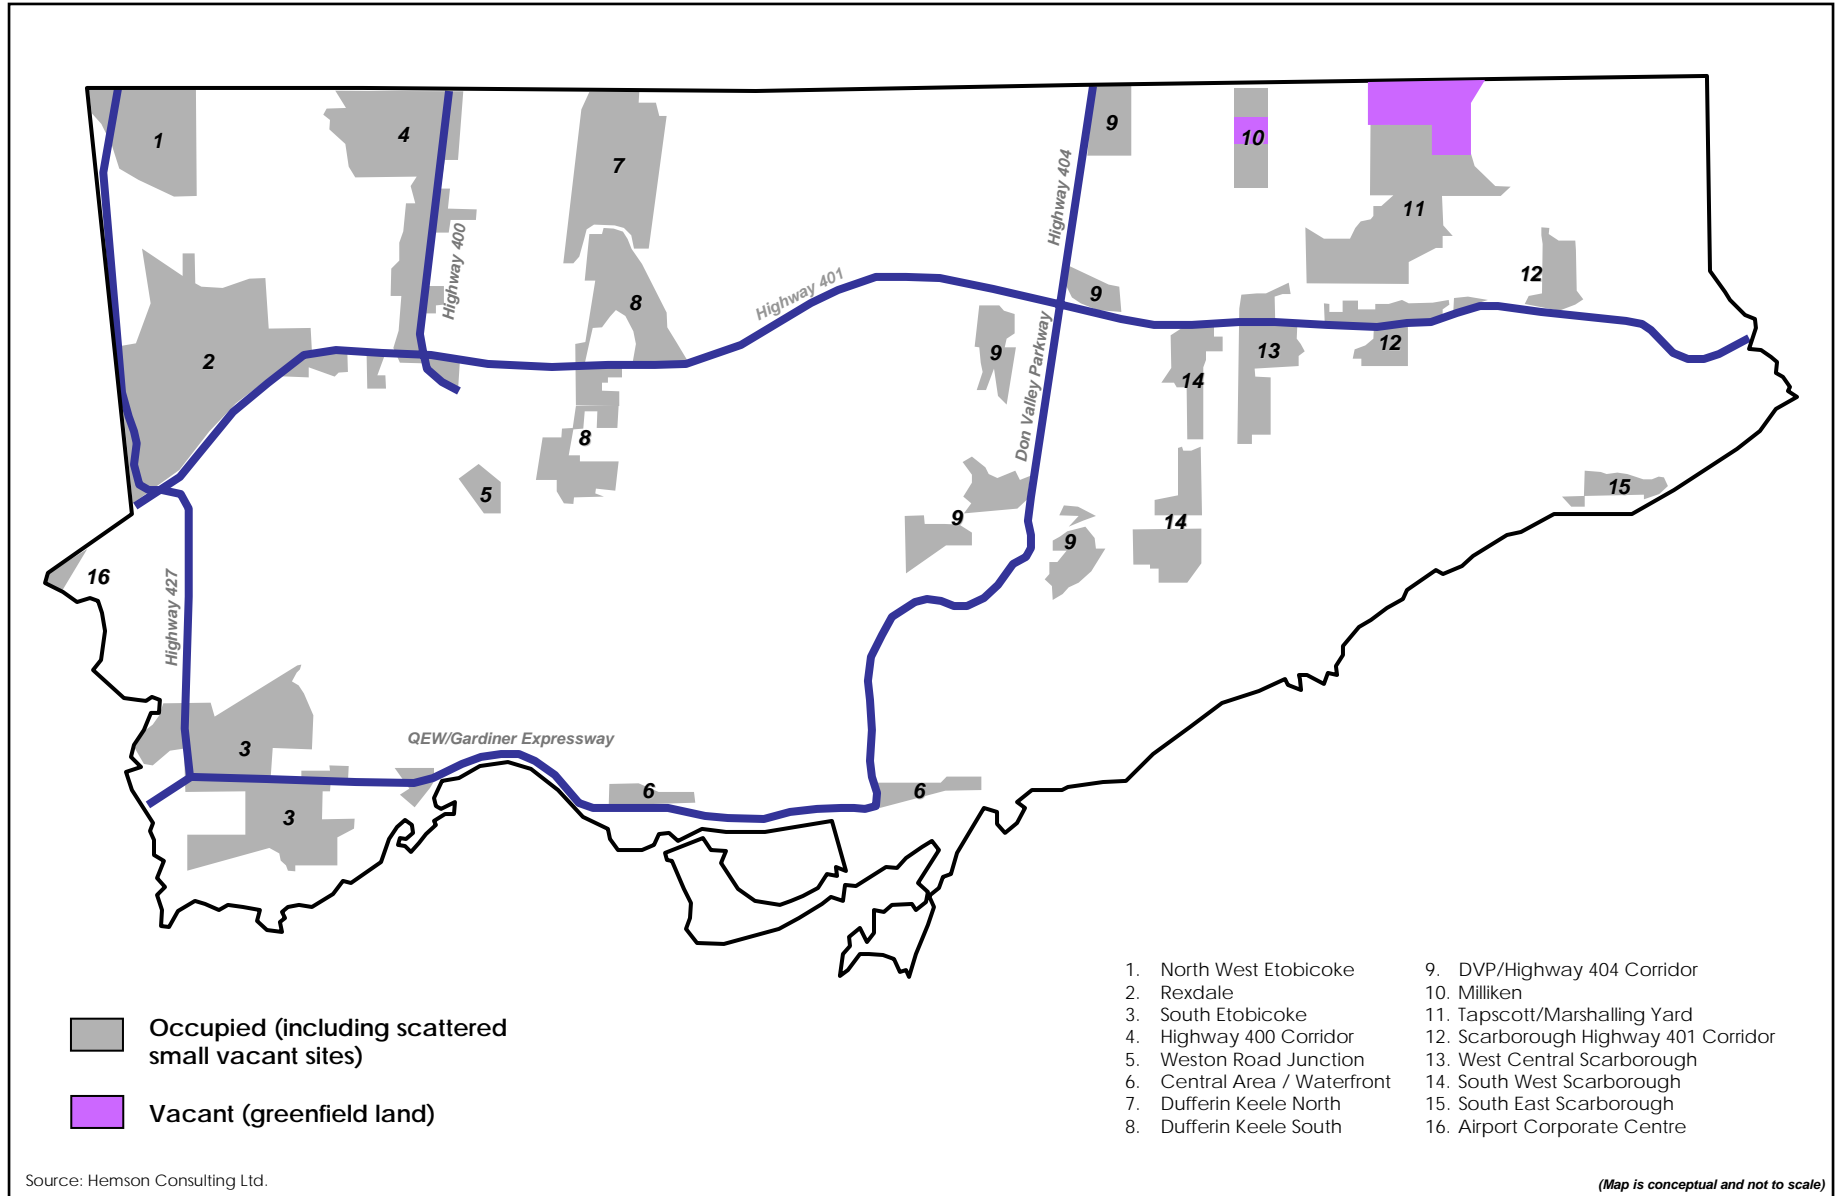 1
4
7
9
10
11
12
Highway 404
Highway 400
Highway 401
8
9
2
9
12
13
14
Don Valley Parkway
8
5
15
9
14
9
16
Highway 427
3
QEW/Gardiner Expressway
6
6
3
Occupied (including scattered
small vacant sites)
Vacant (greenfield land)
1. North West Etobicoke
2. Rexdale
3. South Etobicoke
4. Highway 400 Corridor
5. Weston Road Junction
6. Central Area / Waterfront
7. Dufferin Keele North
8. Dufferin Keele South
9. DVP/Highway 404 Corridor
10. Milliken
11. Tapscott/Marshalling Yard
12. Scarborough Highway 401 Corridor
13. West Central Scarborough
14. South West Scarborough
15. South East Scarborough
16. Airport Corporate Centre
Source: Hemson Consulting Ltd.
(Map is conceptual and not to scale)